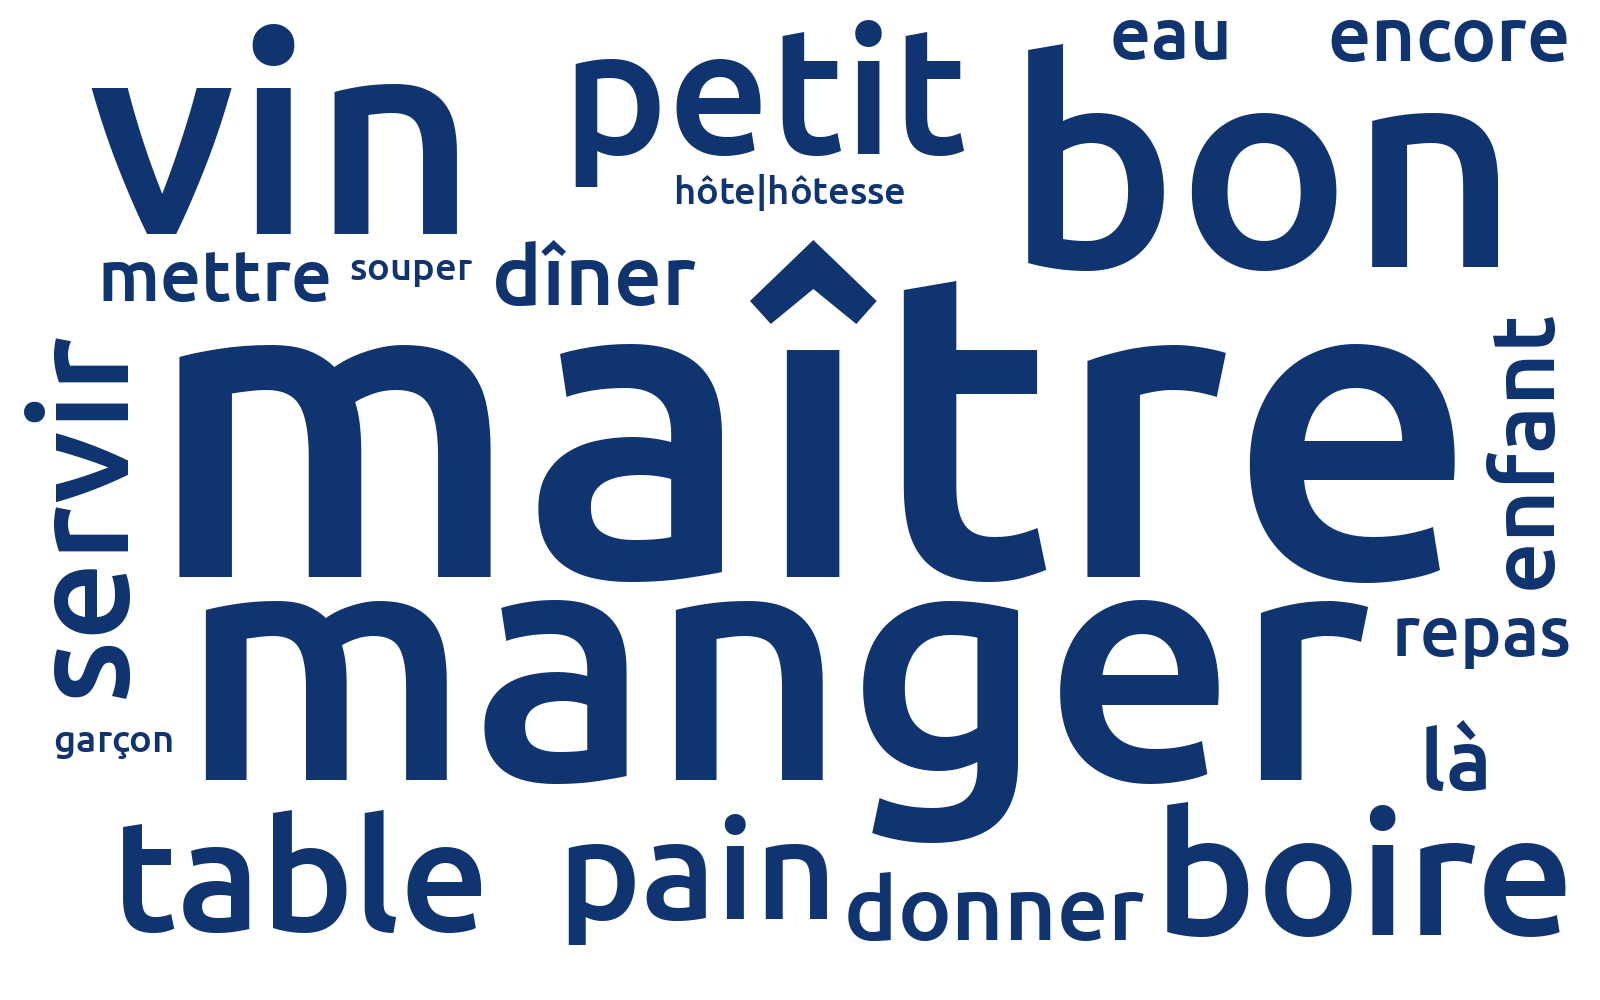 vin
petit
eau
encore
bon
hôte|hôtesse
mettre
souper
dîner
maître
servir
enfant
manger
repas
garçon
là
table
pain
donner
boire